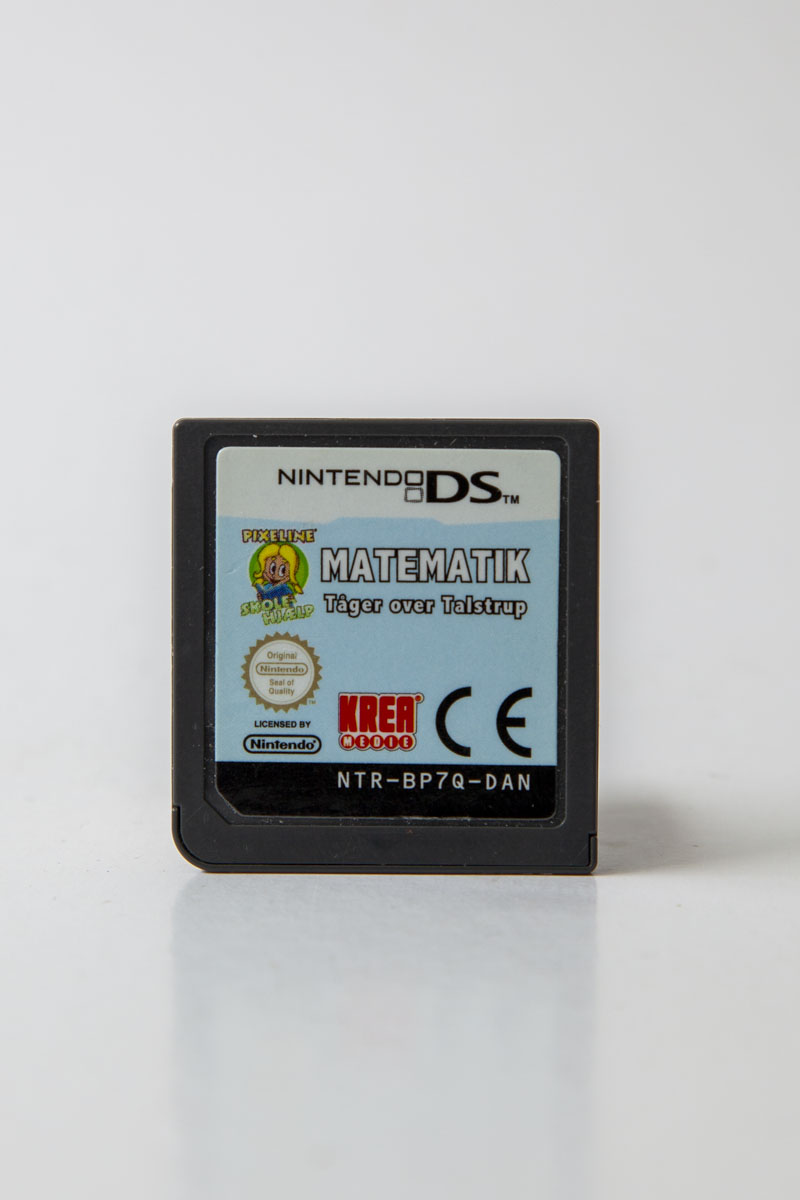 NINTENDO DS™
PIXELINE®
SKOLE-
HJÆLP
MATEMATIK
Tåger over Talstrup
Original
Nintendo
Seal of
Quality
TM
LICENSED BY
Nintendo®
KREA®
MEDIE
CE
NTR-BP7Q-DAN